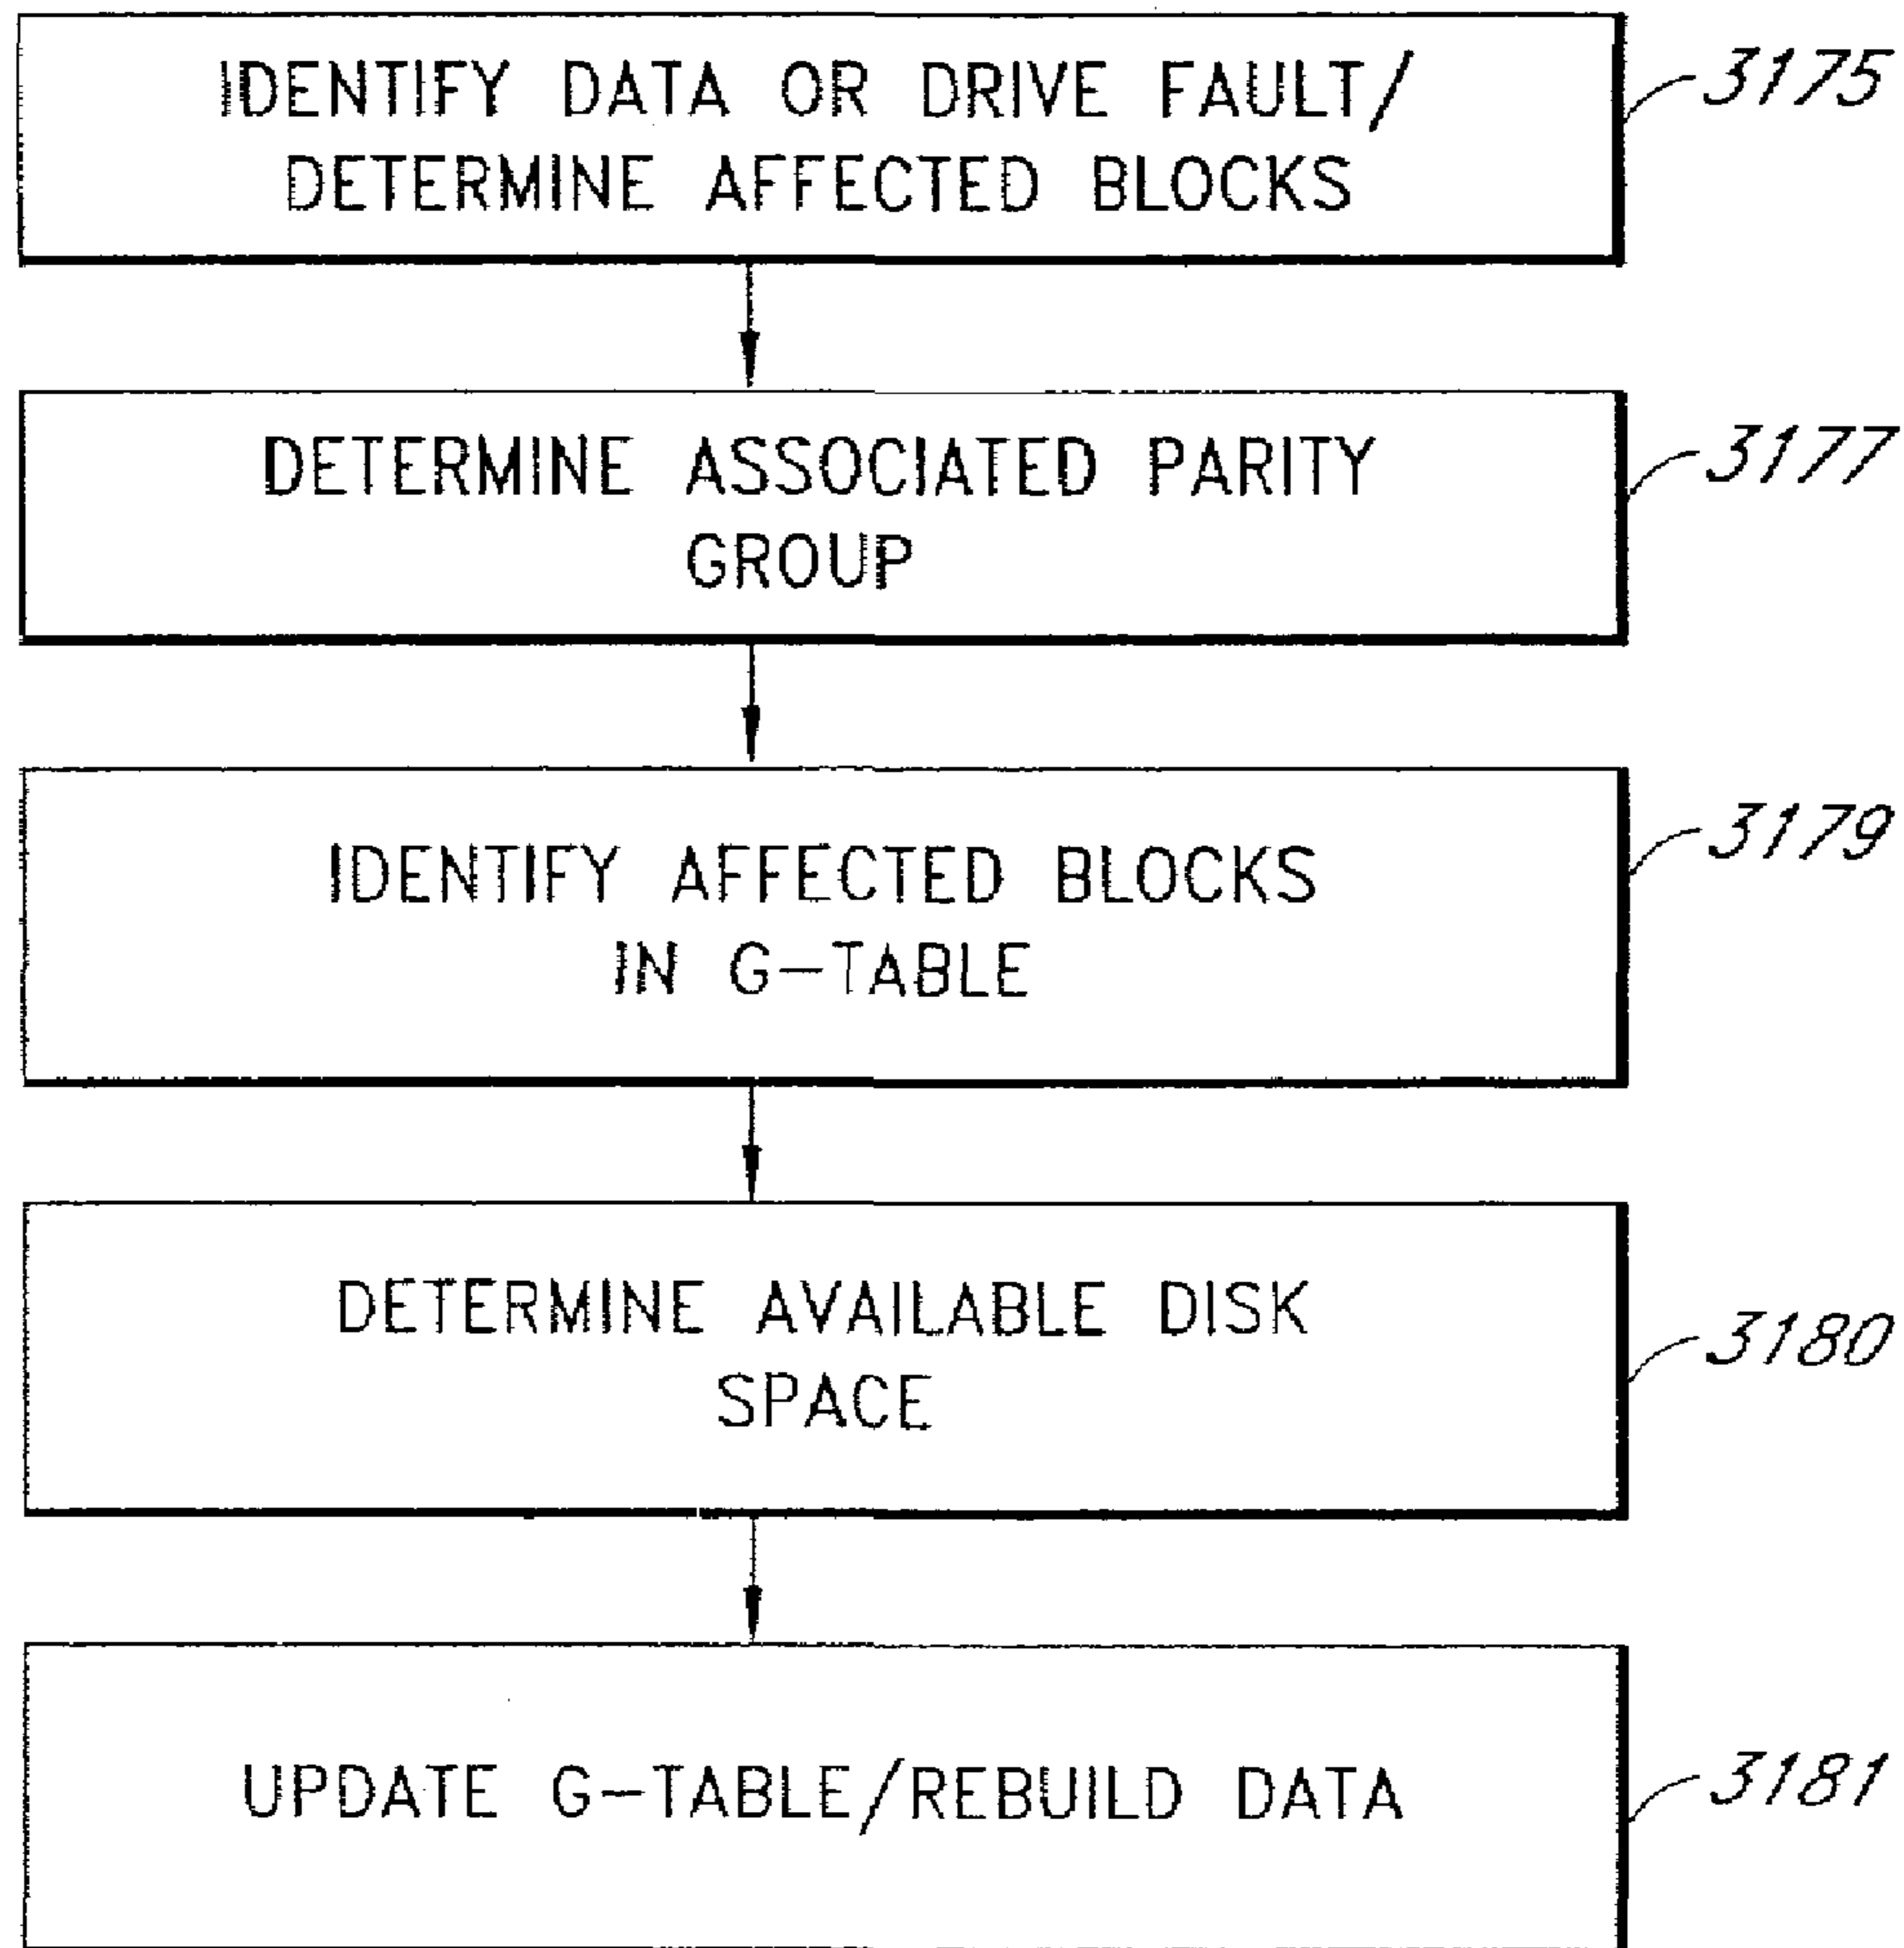 IDENTIFY DATA OR DRIVE FAULT/
DETERMINE AFFECTED BLOCKS
3175
DETERMINE ASSOCIATED PARITY
GROUP
3177
IDENTIFY AFFECTED BLOCKS
IN G-TABLE
3179
DETERMINE AVAILABLE DISK
SPACE
3180
UPDATE G-TABLE/REBUILD DATA
3181